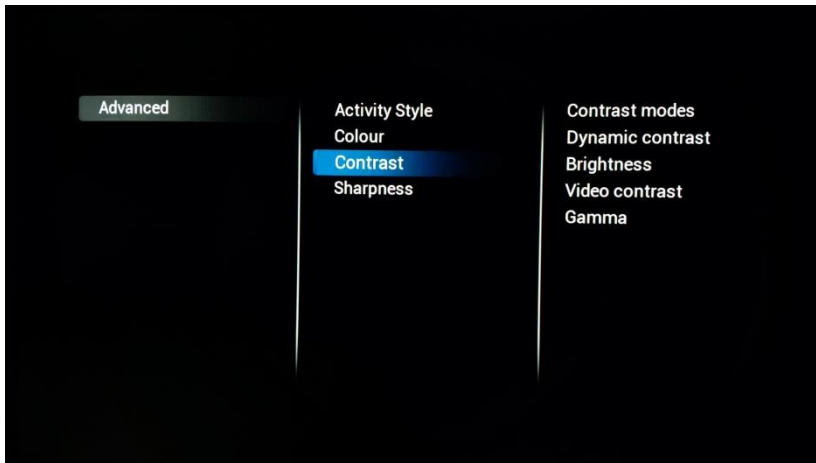 Advanced
Activity Style
Colour
Contrast
Sharpness
Contrast modes
Dynamic contrast
Brightness
Video contrast
Gamma